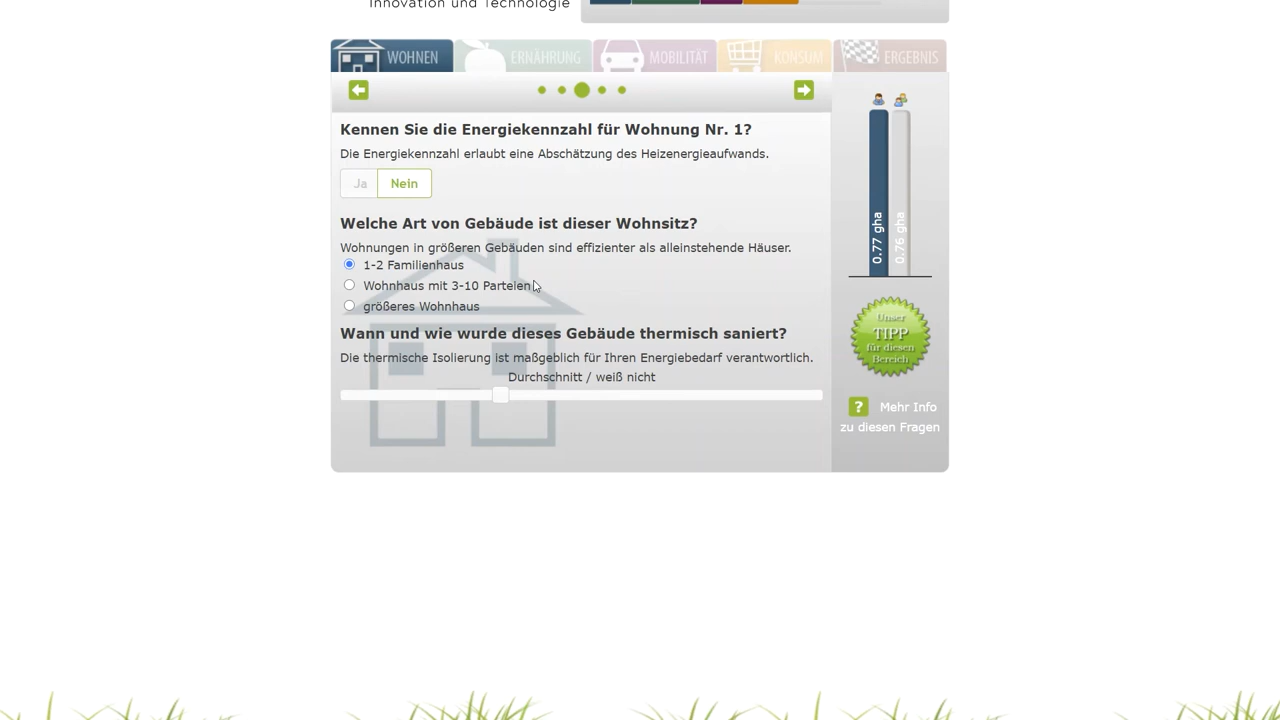 Innovation und Technologie
WOHNEN
ERNÄHRUNG
MOBILITÄT
KONSUM
ERGEBNIS
Kennen Sie die Energiekennzahl für Wohnung Nr. 1?
Die Energiekennzahl erlaubt eine Abschätzung des Heizenergieaufwands.
Ja
Nein
Welche Art von Gebäude ist dieser Wohnsitz?
Wohnungen in größeren Gebäuden sind effizienter als alleinstehende Häuser.
1-2 Familienhaus
Wohnhaus mit 3-10 Parteien
größeres Wohnhaus
Wann und wie wurde dieses Gebäude thermisch saniert?
Die thermische Isolierung ist maßgeblich für Ihren Energiebedarf verantwortlich.
Durchschnitt / weiß nicht
0.77 gha
0.76 gha
Unser
TIPP
für diesen
Bereich
? Mehr Info
zu diesen Fragen